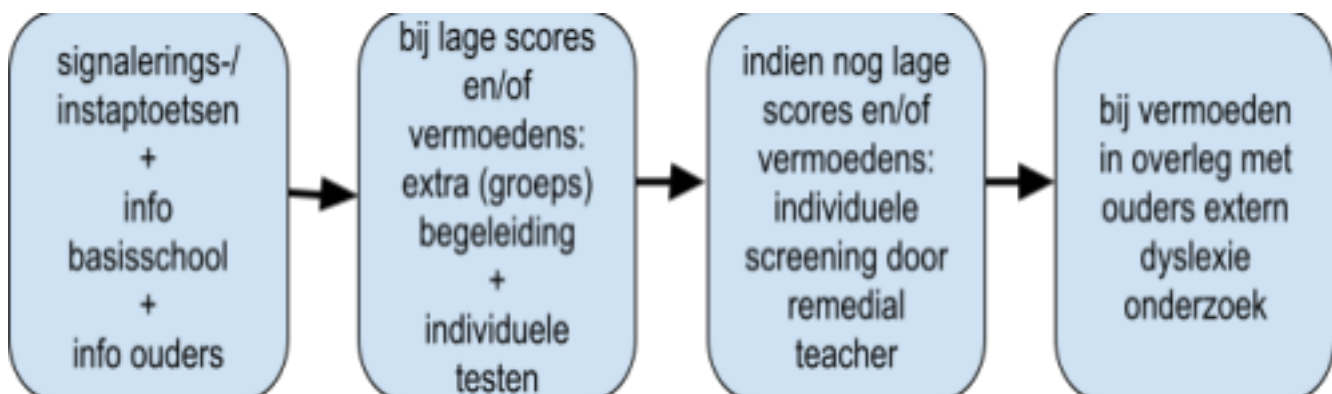 signalerings-/
instaptoetsen
+
info
basisschool
+
info ouders
bij lage scores
en/of
vermoedens:
extra (groeps)
begeleiding
+
individuele
testen
indien nog lage
scores en/of
vermoedens:
individuele
screening door
remedial
teacher
bij vermoeden
in overleg met
ouders extern
dyslexie
onderzoek